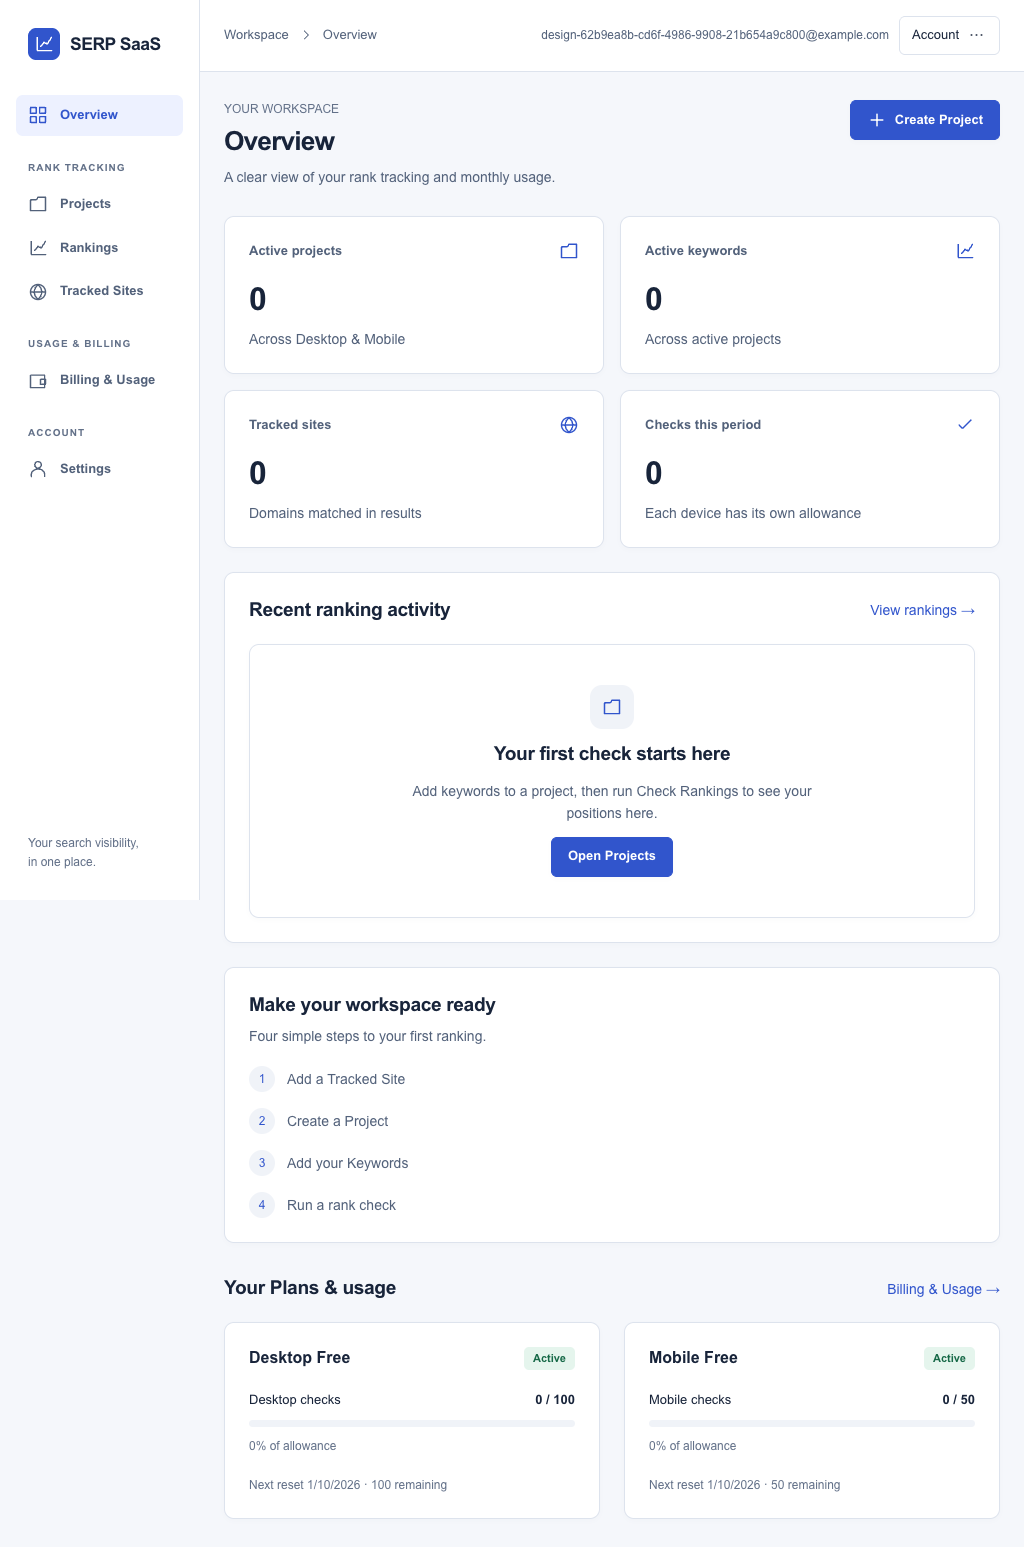 SERP SaaS
Overview
RANK TRACKING
Projects
Rankings
Tracked Sites
USAGE & BILLING
Billing & Usage
ACCOUNT
Settings
Your search visibility,
in one place.
Workspace > Overview
design-62b9ea8b-cd6f-4986-9908-21b654a9c800@example.com
Account ...
YOUR WORKSPACE
Overview
A clear view of your rank tracking and monthly usage.
+ Create Project
Active projects
0
Across Desktop & Mobile
Active keywords
0
Across active projects
Tracked sites
0
Domains matched in results
Checks this period
0
Each device has its own allowance
Recent ranking activity
View rankings →
Your first check starts here
Add keywords to a project, then run Check Rankings to see your
positions here.
Open Projects
Make your workspace ready
Four simple steps to your first ranking.
1 Add a Tracked Site
2 Create a Project
3 Add your Keywords
4 Run a rank check
Your Plans & usage
Billing & Usage →
Desktop Free
Active
Desktop checks 0 / 100
0% of allowance
Next reset 1/10/2026 · 100 remaining
Mobile Free
Active
Mobile checks 0 / 50
0% of allowance
Next reset 1/10/2026 · 50 remaining